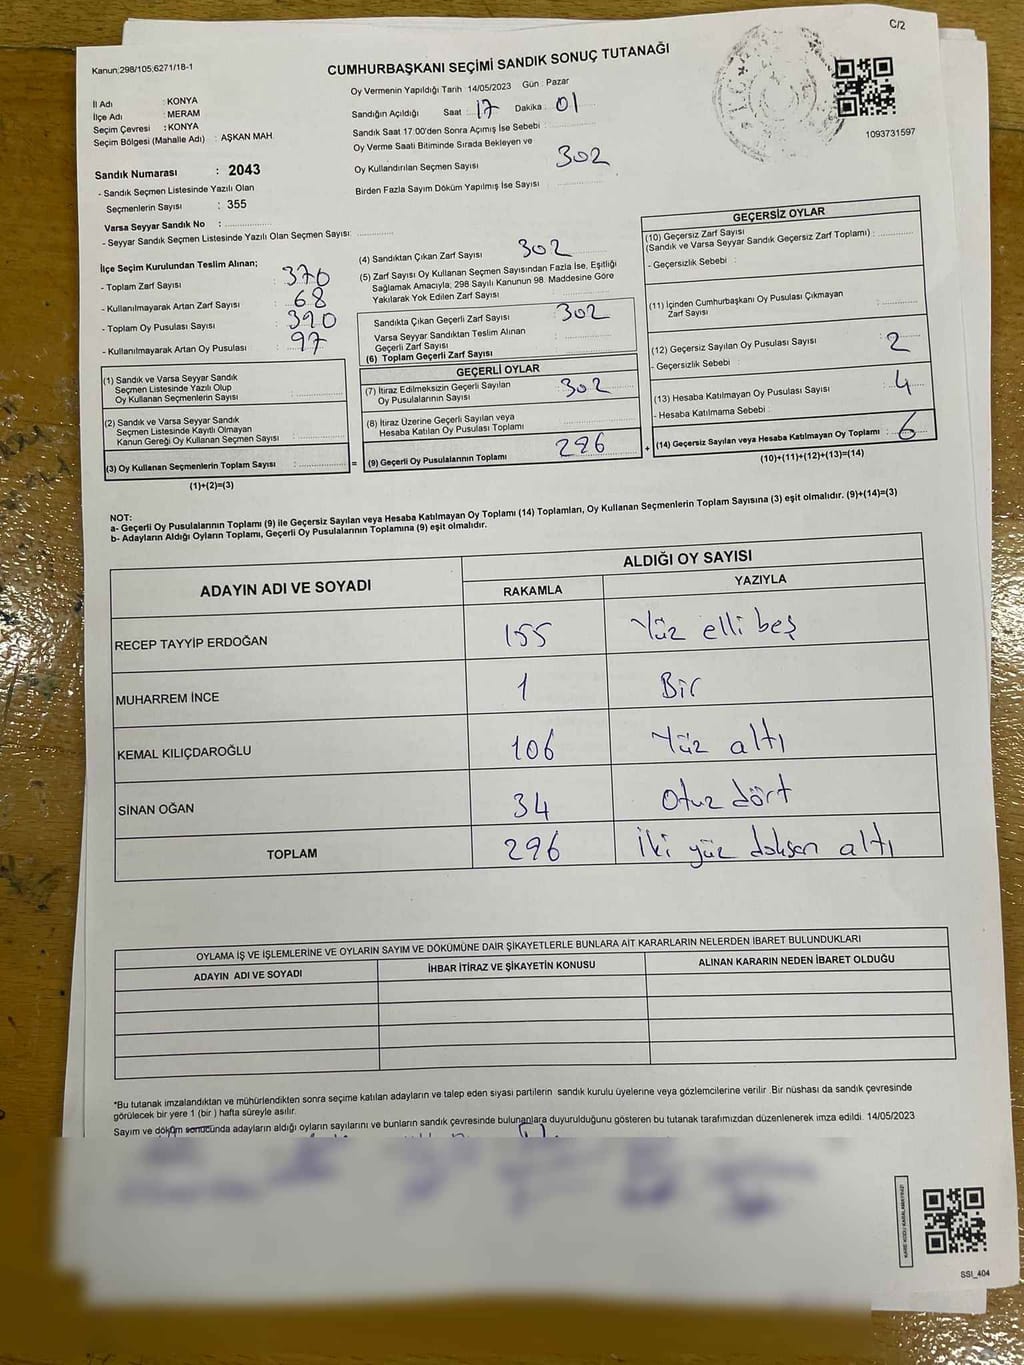 C/2
Kanun:298/105;6271/18-1
CUMHURBAŞKANI SEÇİMİ SANDIK SONUÇ TUTANAĞI
İl Adı : KONYA
İlçe Adı : MERAM
Seçim Çevresi : KONYA
Seçim Bölgesi (Mahalle Adı) : AŞKAN MAH.
Sandık Numarası : 2043
- Sandık Seçmen Listesinde Yazılı Olan
Seçmenlerin Sayısı : 355
Varsa Seyyar Sandık No :
- Seyyar Sandık Seçmen Listesinde Yazılı Olan Seçmen Sayısı:
Oy Vermenin Yapıldığı Tarih 14/05/2023 Gün : Pazar
Sandığın Açıldığı Saat : 17 Dakika : 01
Sandık Saat 17.00'den Sonra Açımış İse Sebebi :
Oy Verme Saati Bitiminde Sırada Bekleyen ve
Oy Kullandırılan Seçmen Sayısı 302
Birden Fazla Sayım Döküm Yapılmış İse Sayısı :
1093731597
İlçe Seçim Kurulundan Teslim Alınan;
- Toplam Zarf Sayısı : 370
- Kullanılmayarak Artan Zarf Sayısı : 68
- Toplam Oy Pusulası Sayısı : 390
- Kullanılmayarak Artan Oy Pusulası : 97
(1) Sandık ve Varsa Seyyar Sandık
Seçmen Listesinde Yazılı Olup
Oy Kullanan Seçmenlerin Sayısı :
(2) Sandık ve Varsa Seyyar Sandık
Seçmen Listesinde Kayıtlı Olmayan
Kanun Gereği Oy Kullanan Seçmen Sayısı :
(3) Oy Kullanan Seçmenlerin Toplam Sayısı :
(1)+(2)=(3)
(4) Sandıktan Çıkan Zarf Sayısı : 302
(5) Zarf Sayısı Oy Kullanan Seçmen Sayısından Fazla İse, Eşitliği
Sağlamak Amacıyla; 298 Sayılı Kanunun 98. Maddesine Göre
Yakılarak Yok Edilen Zarf Sayısı :
Sandıkta Çıkan Geçerli Zarf Sayısı : 302
Varsa Seyyar Sandıktan Teslim Alınan
Geçerli Zarf Sayısı :
(6) Toplam Geçerli Zarf Sayısı :
GEÇERLİ OYLAR
(7) İtiraz Edilmeksizin Geçerli Sayılan
Oy Pusulalarının Sayısı : 302
(8) İtiraz Üzerine Geçerli Sayılan veya
Hesaba Katılan Oy Pusulası Toplamı :
= (9) Geçerli Oy Pusulalarının Toplamı : 296 +
GEÇERSİZ OYLAR
(10) Geçersiz Zarf Sayısı
(Sandık ve Varsa Seyyar Sandık Geçersiz Zarf Toplamı) :
- Geçersizlik Sebebi :
(11) İçinden Cumhurbaşkanı Oy Pusulası Çıkmayan
Zarf Sayısı :
(12) Geçersiz Sayılan Oy Pusulası Sayısı : 2
- Geçersizlik Sebebi :
(13) Hesaba Katılmayan Oy Pusulası Sayısı : 4
- Hesaba Katılmama Sebebi :
(14) Geçersiz Sayılan veya Hesaba Katılmayan Oy Toplamı : 6
(10)+(11)+(12)+(13)=(14)
NOT:
a- Geçerli Oy Pusulalarının Toplamı (9) ile Geçersiz Sayılan veya Hesaba Katılmayan Oy Toplamı (14) Toplamları, Oy Kullanan Seçmenlerin Toplam Sayısına (3) eşit olmalıdır. (9)+(14)=(3)
b- Adayların Aldığı Oyların Toplamı, Geçerli Oy Pusulalarının Toplamına (9) eşit olmalıdır.
ADAYIN ADI VE SOYADI ALDIĞI OY SAYISI
RAKAMLA YAZIYLA
RECEP TAYYİP ERDOĞAN 155 Yüz elli beş
MUHARREM İNCE 1 Bir
KEMAL KILIÇDAROĞLU 106 Yüz altı
SİNAN OĞAN 34 Otuz dört
TOPLAM 296 İki yüz doksan altı
OYLAMA İŞ VE İŞLEMLERİNE VE OYLARIN SAYIM VE DÖKÜMÜNE DAİR ŞİKAYETLERLE BUNLARA AİT KARARLARIN NELERDEN İBARET BULUNDUKLARI
ADAYIN ADI VE SOYADI İHBAR İTİRAZ VE ŞİKAYETİN KONUSU ALINAN KARARIN NEDEN İBARET OLDUĞU
*Bu tutanak imzalandıktan ve mühürlendikten sonra seçime katılan adayların ve talep eden siyasi partilerin sandık kurulu üyelerine veya gözlemcilerine verilir .Bir nüshası da sandık çevresinde
görülecek bir yere 1 (bir ) hafta süreyle asılır.
Sayım ve döküm sonucunda adayların aldığı oyların sayılarını ve bunların sandık çevresinde bulunanlara duyurulduğunu gösteren bu tutanak tarafımızdan düzenlenerek imza edildi. 14/05/2023
SSI_404